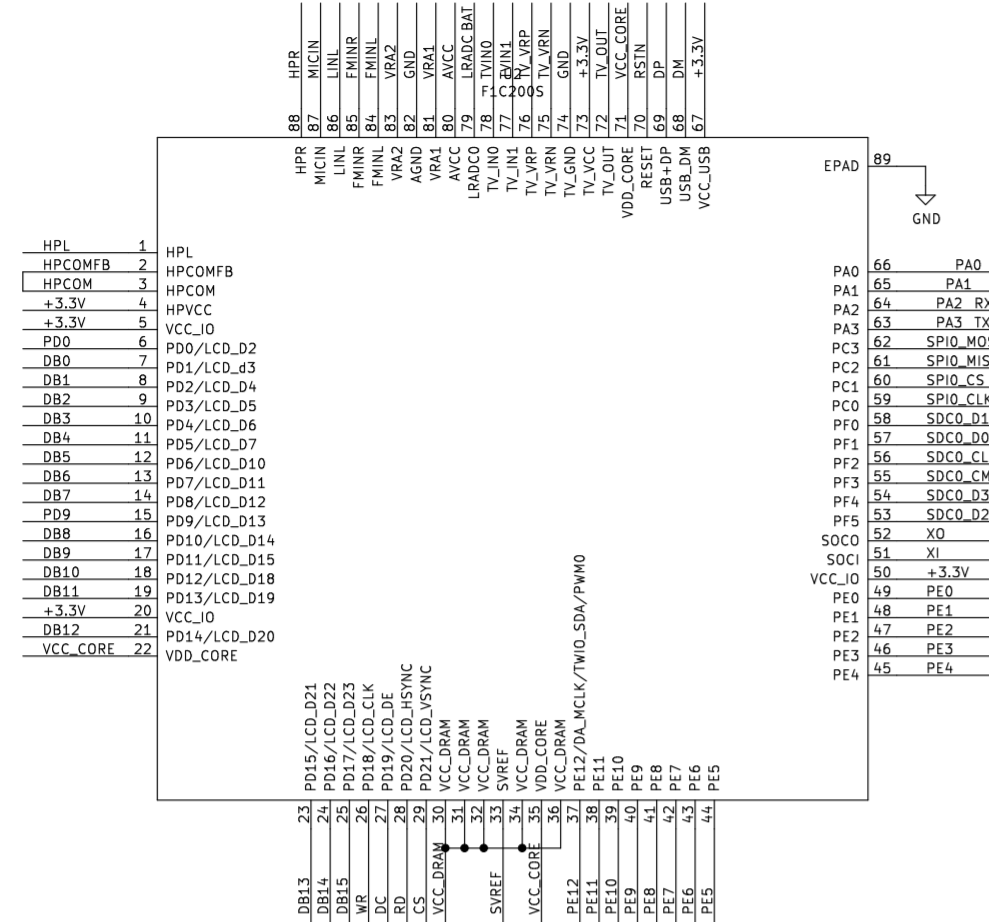 HPR
MICIN
LINL
FMINR
FMINL
VRA2
GND
VRA1
AVCC
LRADC BAT
TVIN0
TVIN1
TV_VRP
TV_VRN
GND
+3.3V
TV_OUT
VCC_CORE
RSTN
DP
DM
+3.3V
F1C200S
88
87
86
85
84
83
82
81
80
79
78
77
76
75
74
73
72
71
70
69
68
67
HPR
MICIN
LINL
FMINR
FMINL
VRA2
AGND
VRA1
AVCC
LRADC0
TV_IN0
TV_IN1
TV_VRP
TV_VRN
TV_GND
TV_VCC
TV_OUT
VDD_CORE
RESET
USB+DP
USB_DM
VCC_USB
EPAD 89
GND
HPL 1 HPL
HPCOMFB 2 HPCOMFB
HPCOM 3 HPCOM
+3.3V 4 HPVCC
+3.3V 5 VCC_IO
PD0 6 PD0/LCD_D2
DB0 7 PD1/LCD_d3
DB1 8 PD2/LCD_D4
DB2 9 PD3/LCD_D5
DB3 10 PD4/LCD_D6
DB4 11 PD5/LCD_D7
DB5 12 PD6/LCD_D10
DB6 13 PD7/LCD_D11
DB7 14 PD8/LCD_D12
PD9 15 PD9/LCD_D13
DB8 16 PD10/LCD_D14
DB9 17 PD11/LCD_D15
DB10 18 PD12/LCD_D18
DB11 19 PD13/LCD_D19
+3.3V 20 VCC_IO
DB12 21 PD14/LCD_D20
VCC_CORE 22 VDD_CORE
PA0 66 PA0
PA1 65 PA1
PA2 64 PA2 RX
PA3 63 PA3 TX
PC3 62 SPI0_MOS
PC2 61 SPI0_MIS
PC1 60 SPI0_CS
PC0 59 SPI0_CLK
PF0 58 SDC0_D1
PF1 57 SDC0_D0
PF2 56 SDC0_CL
PF3 55 SDC0_CM
PF4 54 SDC0_D3
PF5 53 SDC0_D2
SOCO 52 XO
SOCI 51 XI
VCC_IO 50 +3.3V
PE0 49 PE0
PE1 48 PE1
PE2 47 PE2
PE3 46 PE3
PE4 45 PE4
PD15/LCD_D21
PD16/LCD_D22
PD17/LCD_D23
PD18/LCD_CLK
PD19/LCD_DE
PD20/LCD_HSYNC
PD21/LCD_VSYNC
VCC_DRAM
VCC_DRAM
VCC_DRAM
SVREF
VCC_DRAM
VDD_CORE
VCC_DRAM
PE12/DA_MCLK/TWI0_SDA/PWM0
PE11
PE10
PE9
PE8
PE7
PE6
PE5
23
24
25
26
27
28
29
30
31
32
33
34
35
36
37
38
39
40
41
42
43
44
DB13
DB14
DB15
WR
DC
RD
CS
VCC_DRAM
SVREF
VCC_CORE
PE12
PE11
PE10
PE9
PE8
PE7
PE6
PE5